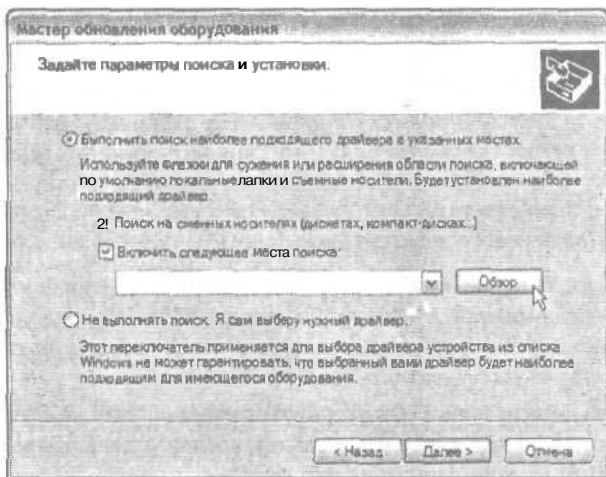 Мастер обновления оборудования
Задайте параметры поиска и установки.
Выполнить поиск наиболее подходящего драйвера в указанных местах.
Используйте флажки для сужения или расширения области поиска, включающей
по умолчанию локальные лапки и съемные носители. Будет установлен наиболее
подходящий драйвер.
2! Поиск на сменных носителях (дискетах, компакт-дисках...)
Включить следующие места поиска:
Обзор
Не выполнять поиск. Я сам выберу нужный драйвер.
Этот переключатель применяется для выбора драйвера устройства из списка.
Windows не может гарантировать, что выбранный вами драйвер будет наиболее
подходящим для имеющегося оборудования.
< Назад
Далее >
Отмена